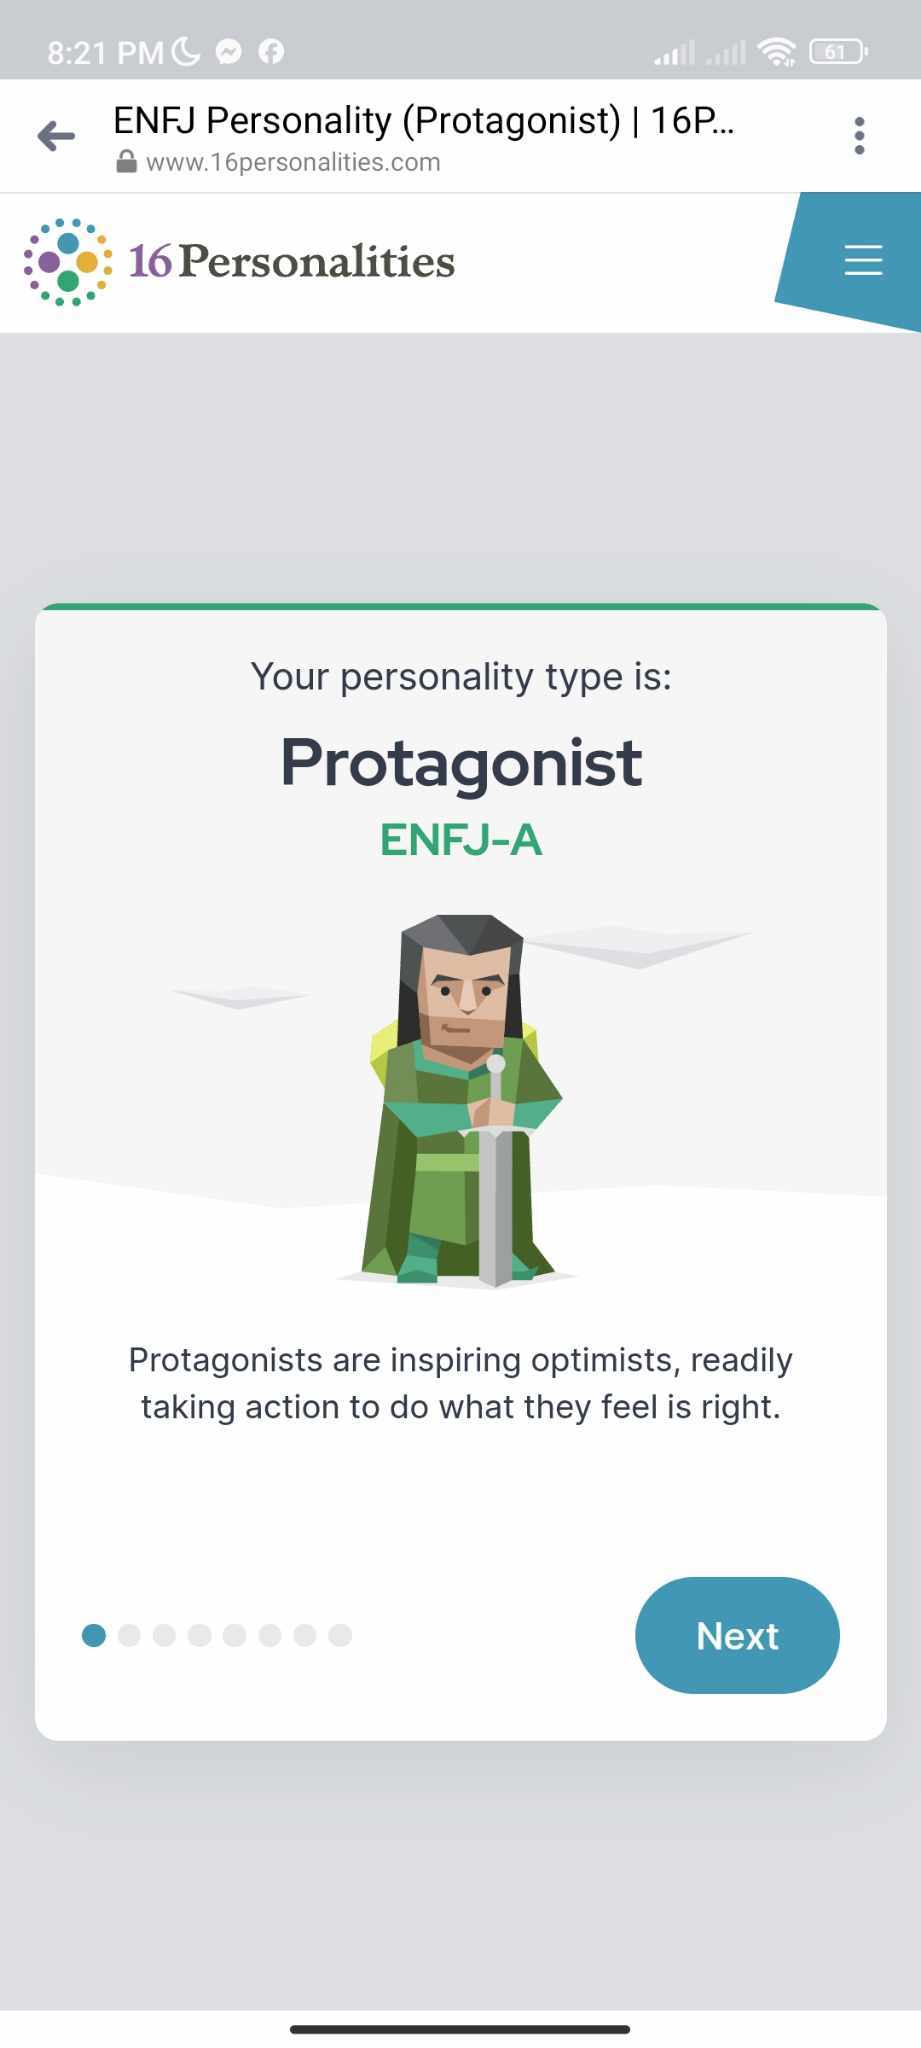 8:21 PM
61
ENFJ Personality (Protagonist) | 16P...
www.16personalities.com
16Personalities
Your personality type is:
Protagonist
ENFJ-A
Protagonists are inspiring optimists, readily
taking action to do what they feel is right.
Next